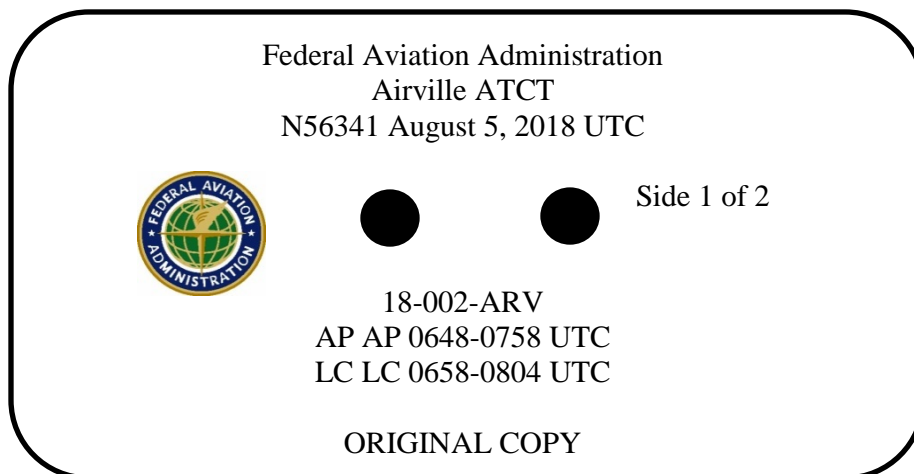 Federal Aviation Administration
Airville ATCT
N56341 August 5, 2018 UTC
FEDERAL AVIATION
ADMINISTRATION
Side 1 of 2
18-002-ARV
AP AP 0648-0758 UTC
LC LC 0658-0804 UTC
ORIGINAL COPY